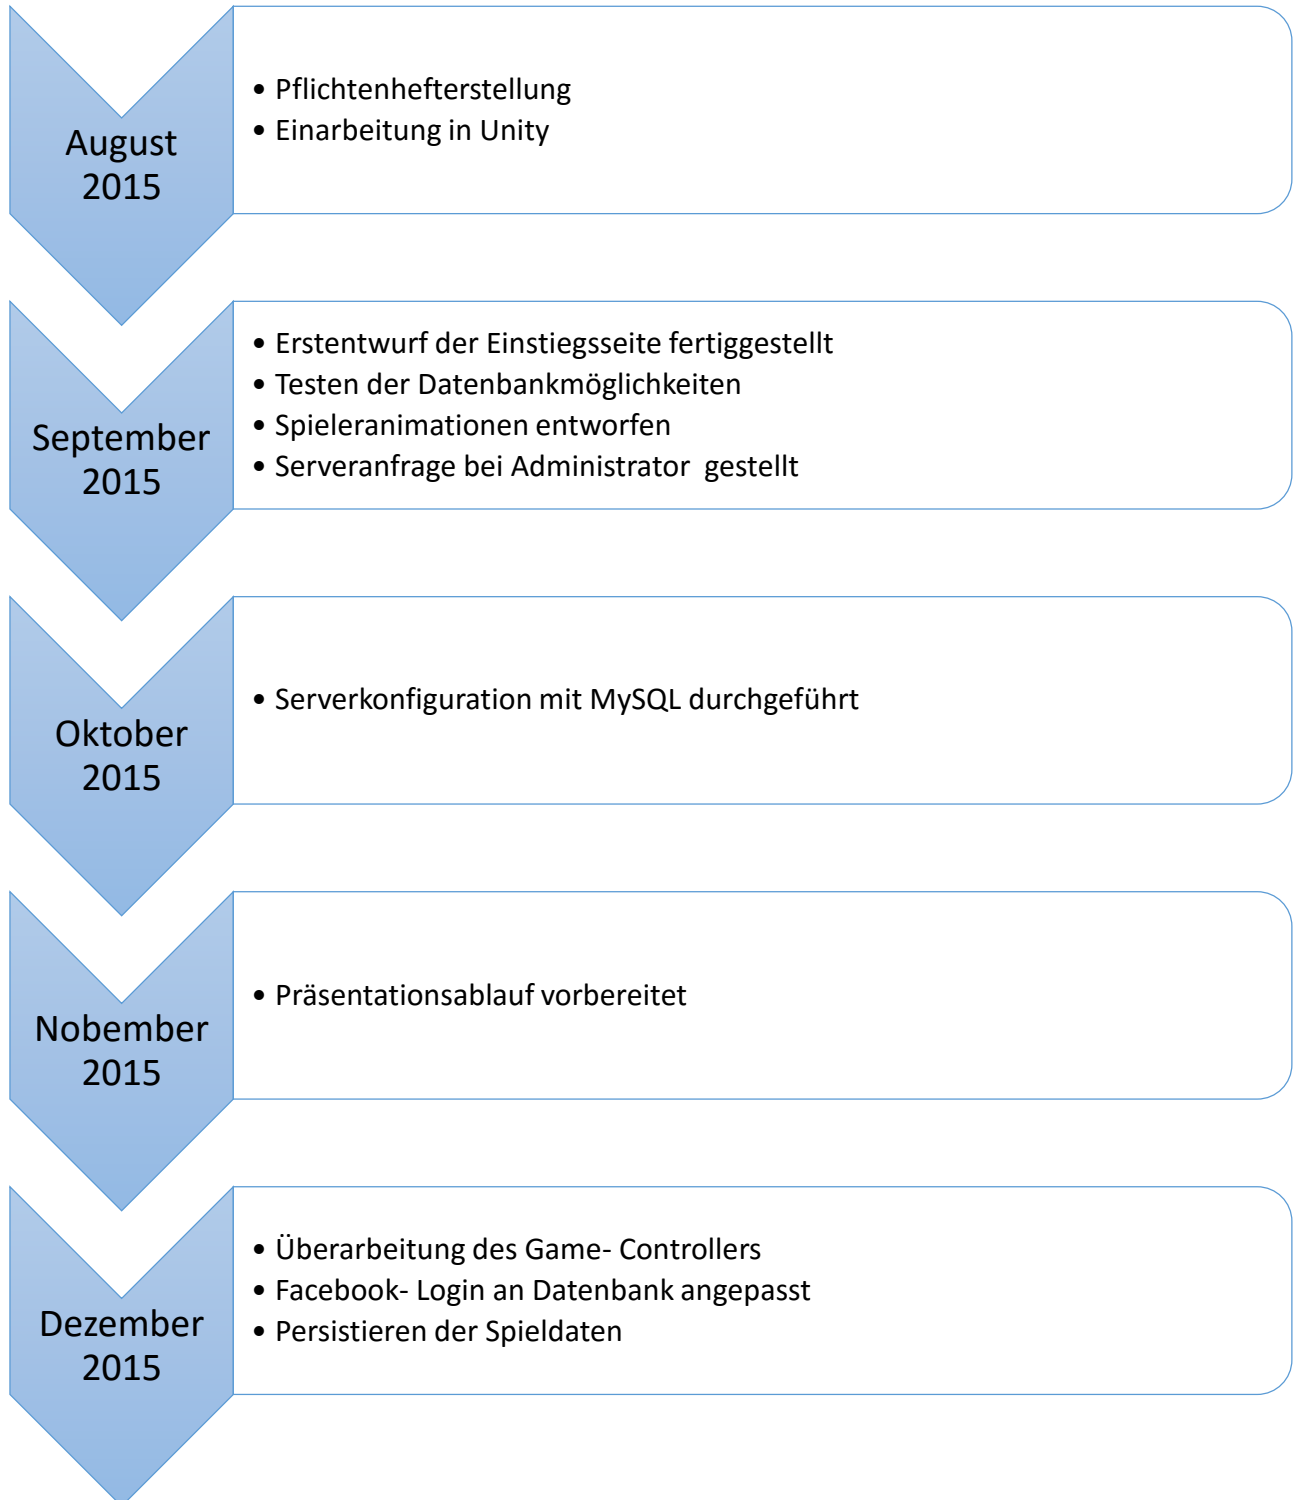 August
2015
• Pflichtenhefterstellung
• Einarbeitung in Unity
September
2015
• Erstentwurf der Einstiegsseite fertiggestellt
• Testen der Datenbankmöglichkeiten
• Spieleranimationen entworfen
• Serveranfrage bei Administrator  gestellt
Oktober
2015
• Serverkonfiguration mit MySQL durchgeführt
Nobember
2015
• Präsentationsablauf vorbereitet
Dezember
2015
• Überarbeitung des Game- Controllers
• Facebook- Login an Datenbank angepasst
• Persistieren der Spieldaten